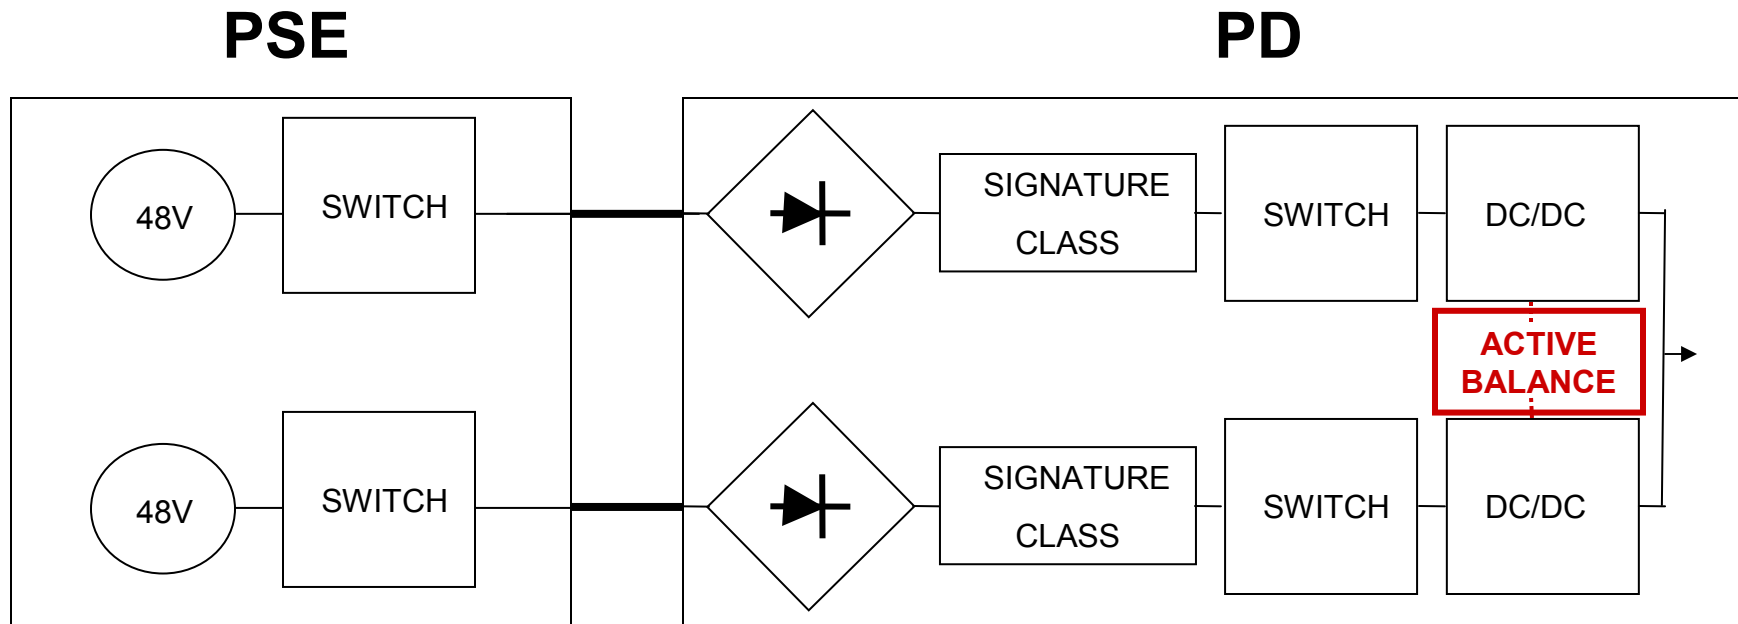 PSE
PD
48V
SWITCH
SIGNATURE
CLASS
SWITCH
DC/DC
ACTIVE
BALANCE
48V
SWITCH
SIGNATURE
CLASS
SWITCH
DC/DC